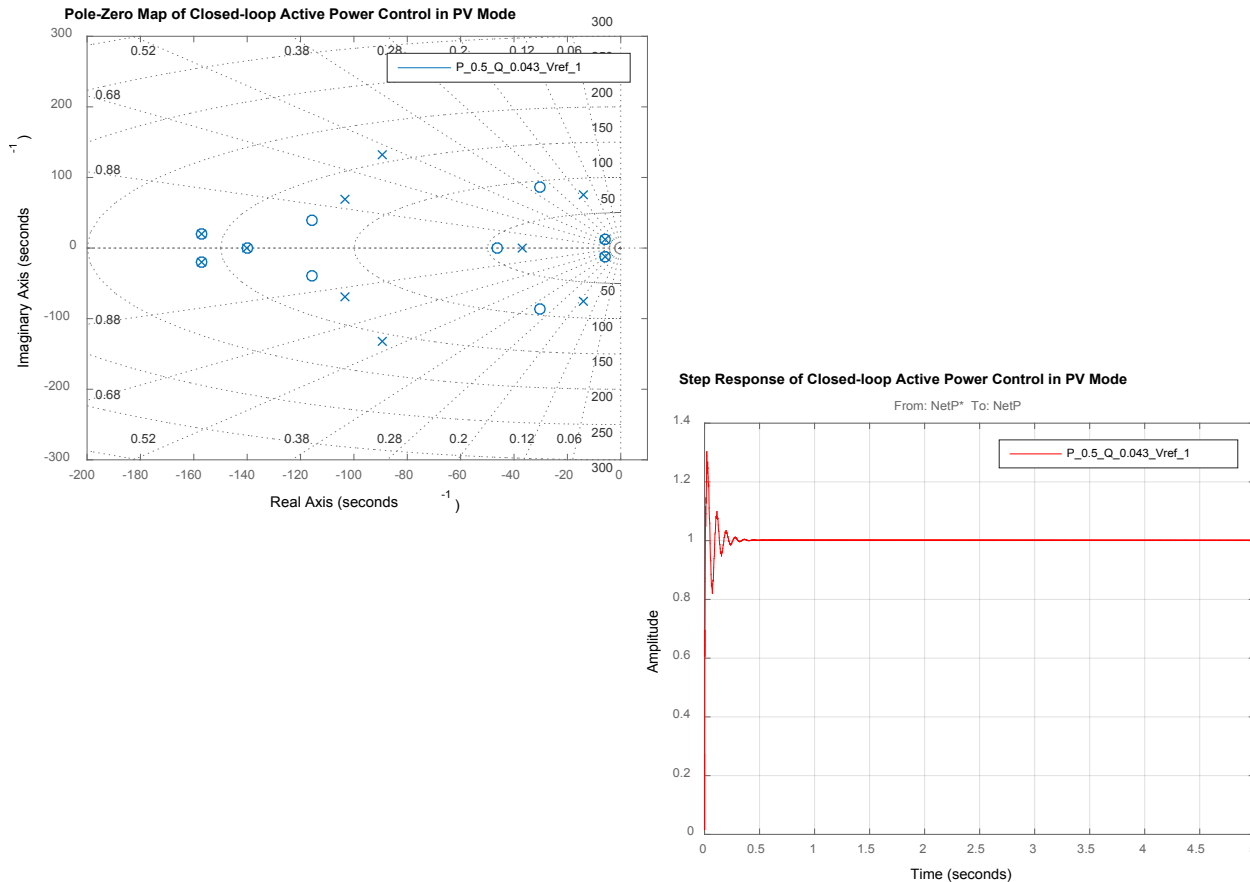 Pole-Zero Map of Closed-loop Active Power Control in PV Mode
300
300
0.52 0.38 0.28 0.2 0.12 0.06
P_0.5_Q_0.043_Vref_1
200
0.68
200
150
100
0.88
100
50
0
50
-100
0.88
100
150
-200
0.68
200
250
0.52 0.38 0.28 0.2 0.12 0.06
-300
300
-200 -180 -160 -140 -120 -100 -80 -60 -40 -20 0
Real Axis (seconds -1)
Imaginary Axis (seconds -1)
Step Response of Closed-loop Active Power Control in PV Mode
From: NetP* To: NetP
1.4
P_0.5_Q_0.043_Vref_1
1.2
1
0.8
0.6
0.4
0.2
0
0 0.5 1 1.5 2 2.5 3 3.5 4 4.5
Time (seconds)
Amplitude